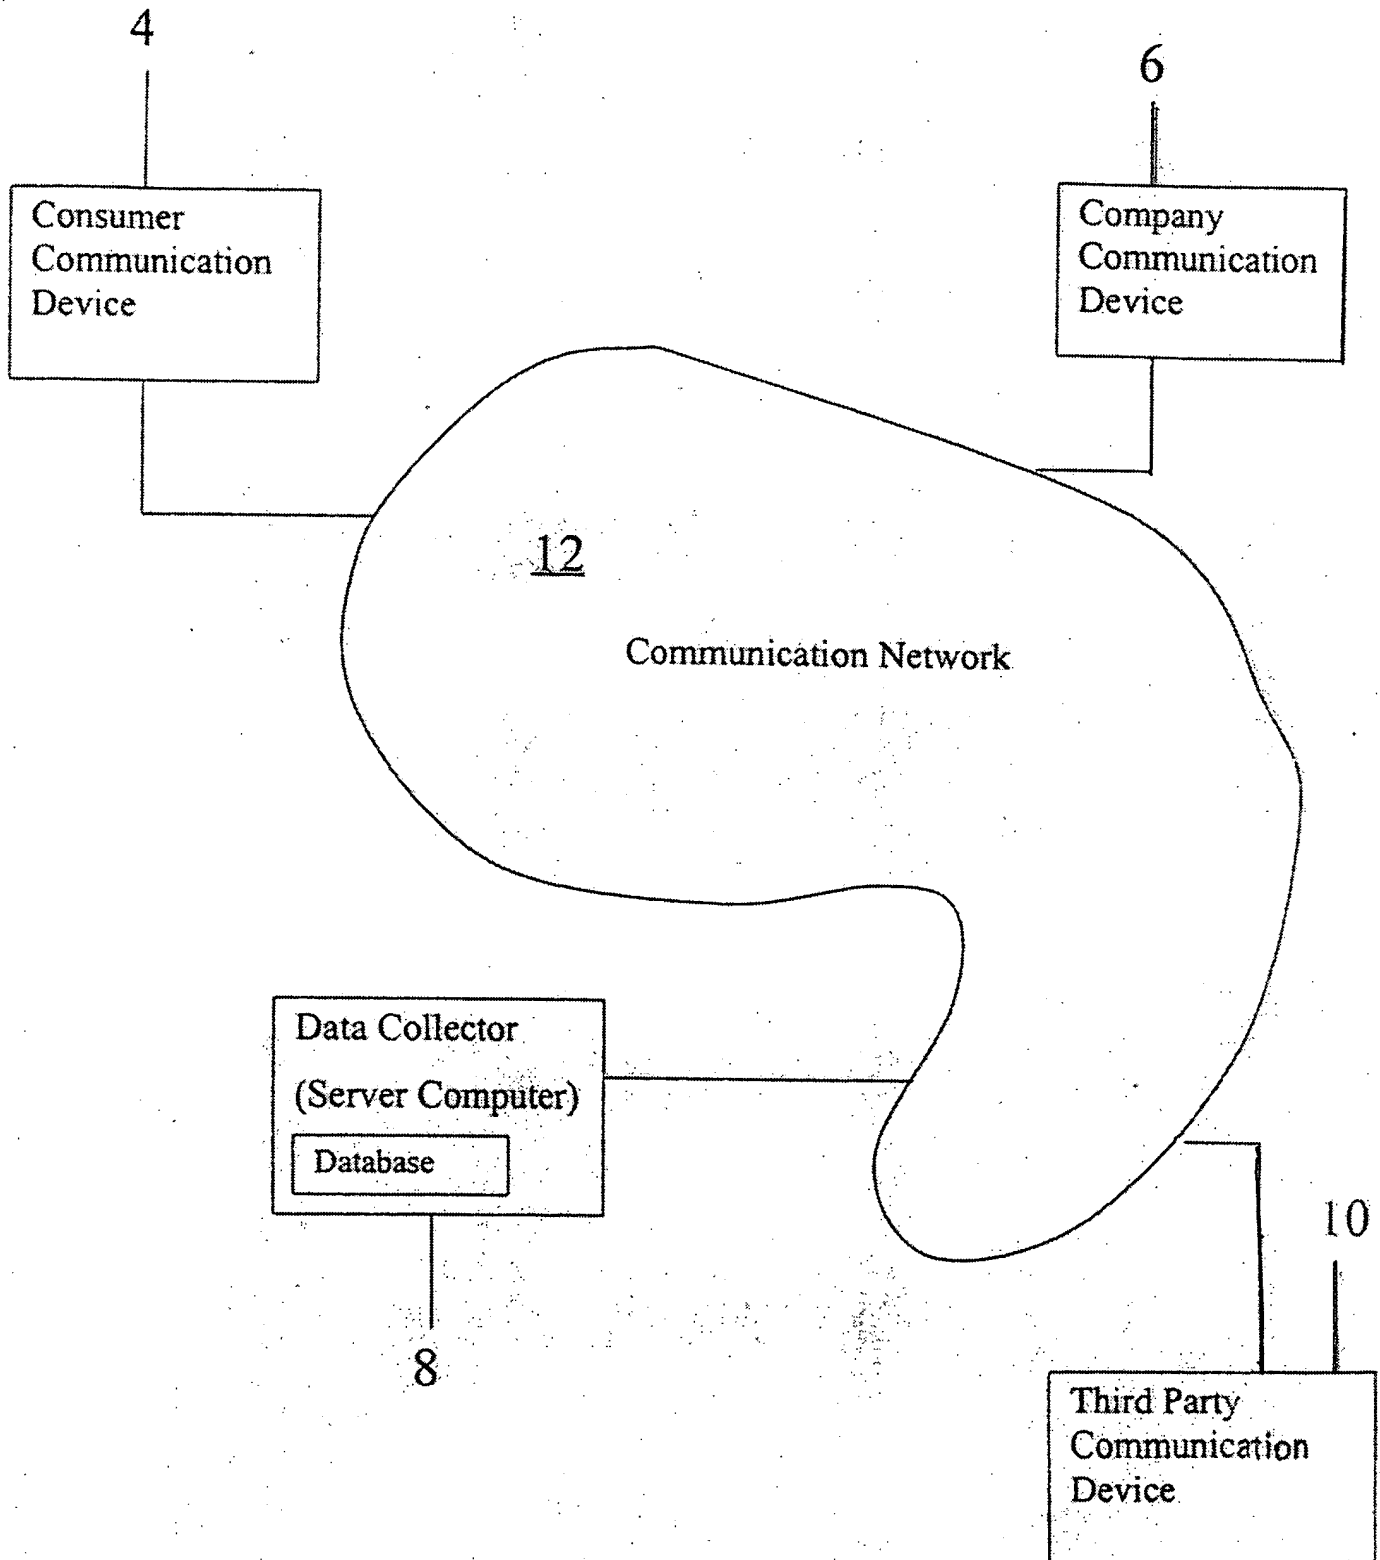 4
6
Consumer
Communication
Device
Company
Communication
Device
12
Communication Network
Data Collector
(Server Computer)
Database
8
10
Third Party
Communication
Device